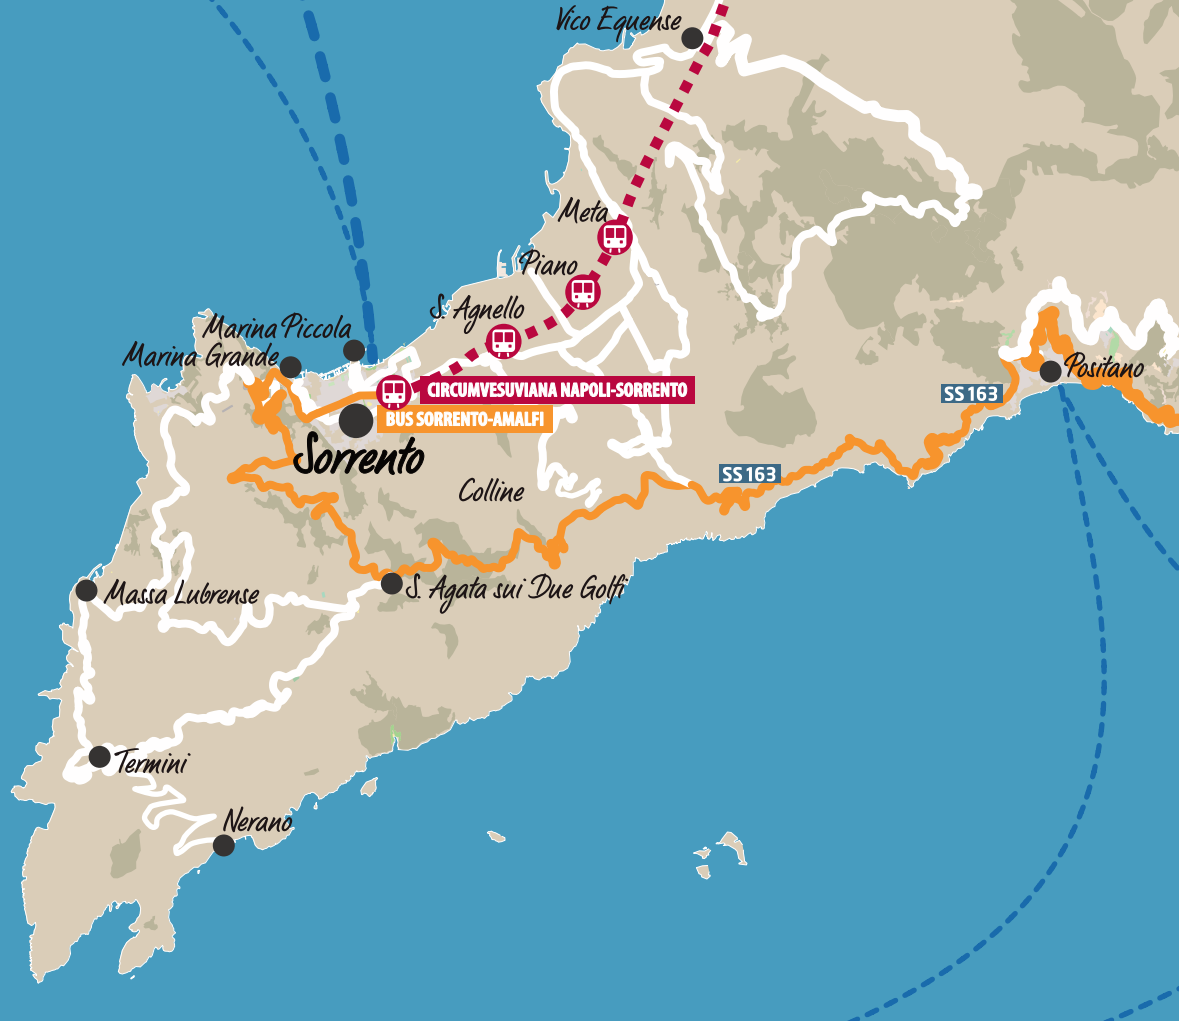 Vico Equense
Meta
Piano
S. Agnello
Marina Piccola
Marina Grande
CIRCUMVESUVIANA NAPOLI-SORRENTO
BUS SORRENTO-AMALFI
Sorrento
Positano
SS 163
SS 163
Colline
S. Agata sui Due Golfi
Massa Lubrense
Termini
Nerano